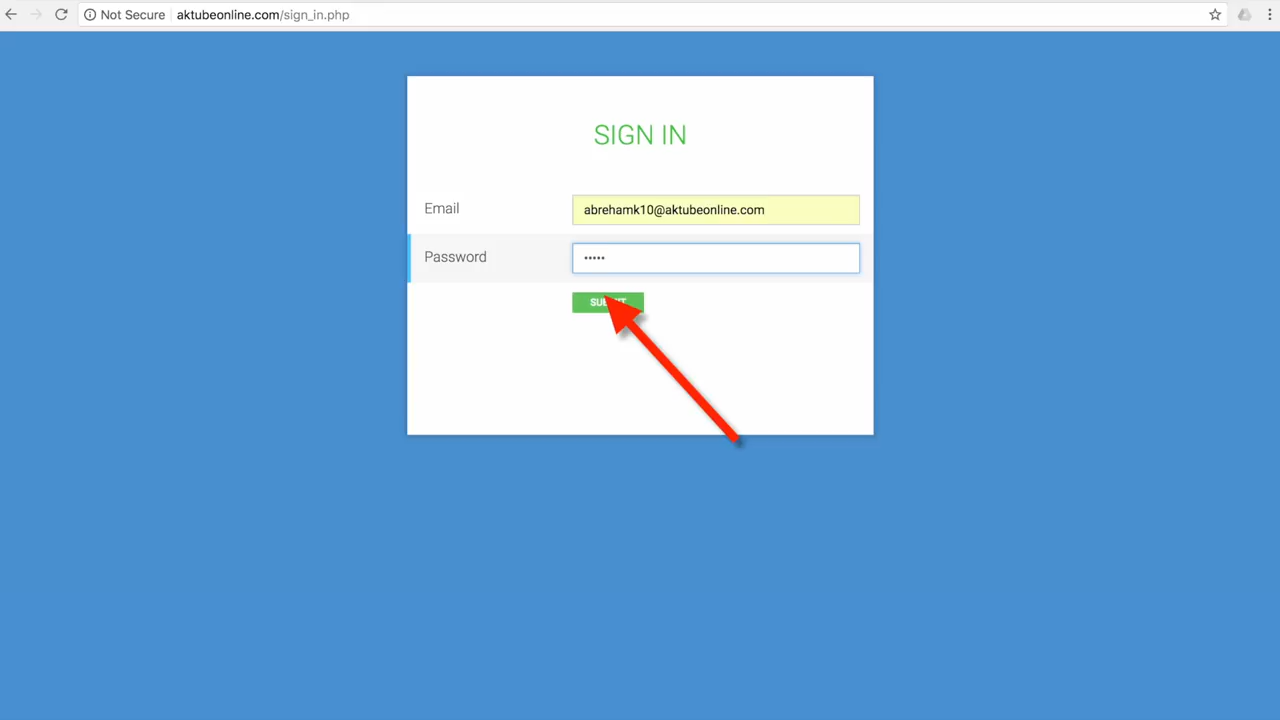 Not Secure aktubeonline.com/sign_in.php
SIGN IN
Email abrehamk10@aktubeonline.com
Password •••••